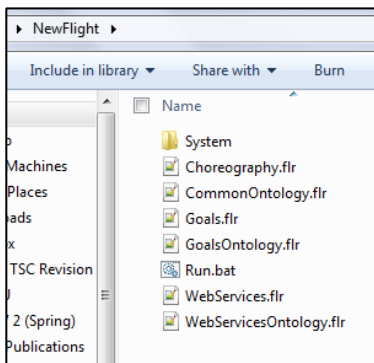 NewFlight
Include in library Share with Burn
Name
System
Choreography.flr
CommonOntology.flr
Goals.flr
GoalsOntology.flr
Run.bat
WebServices.flr
WebServicesOntology.flr
Machines
Places
TSC Revision
2 (Spring)
Publications